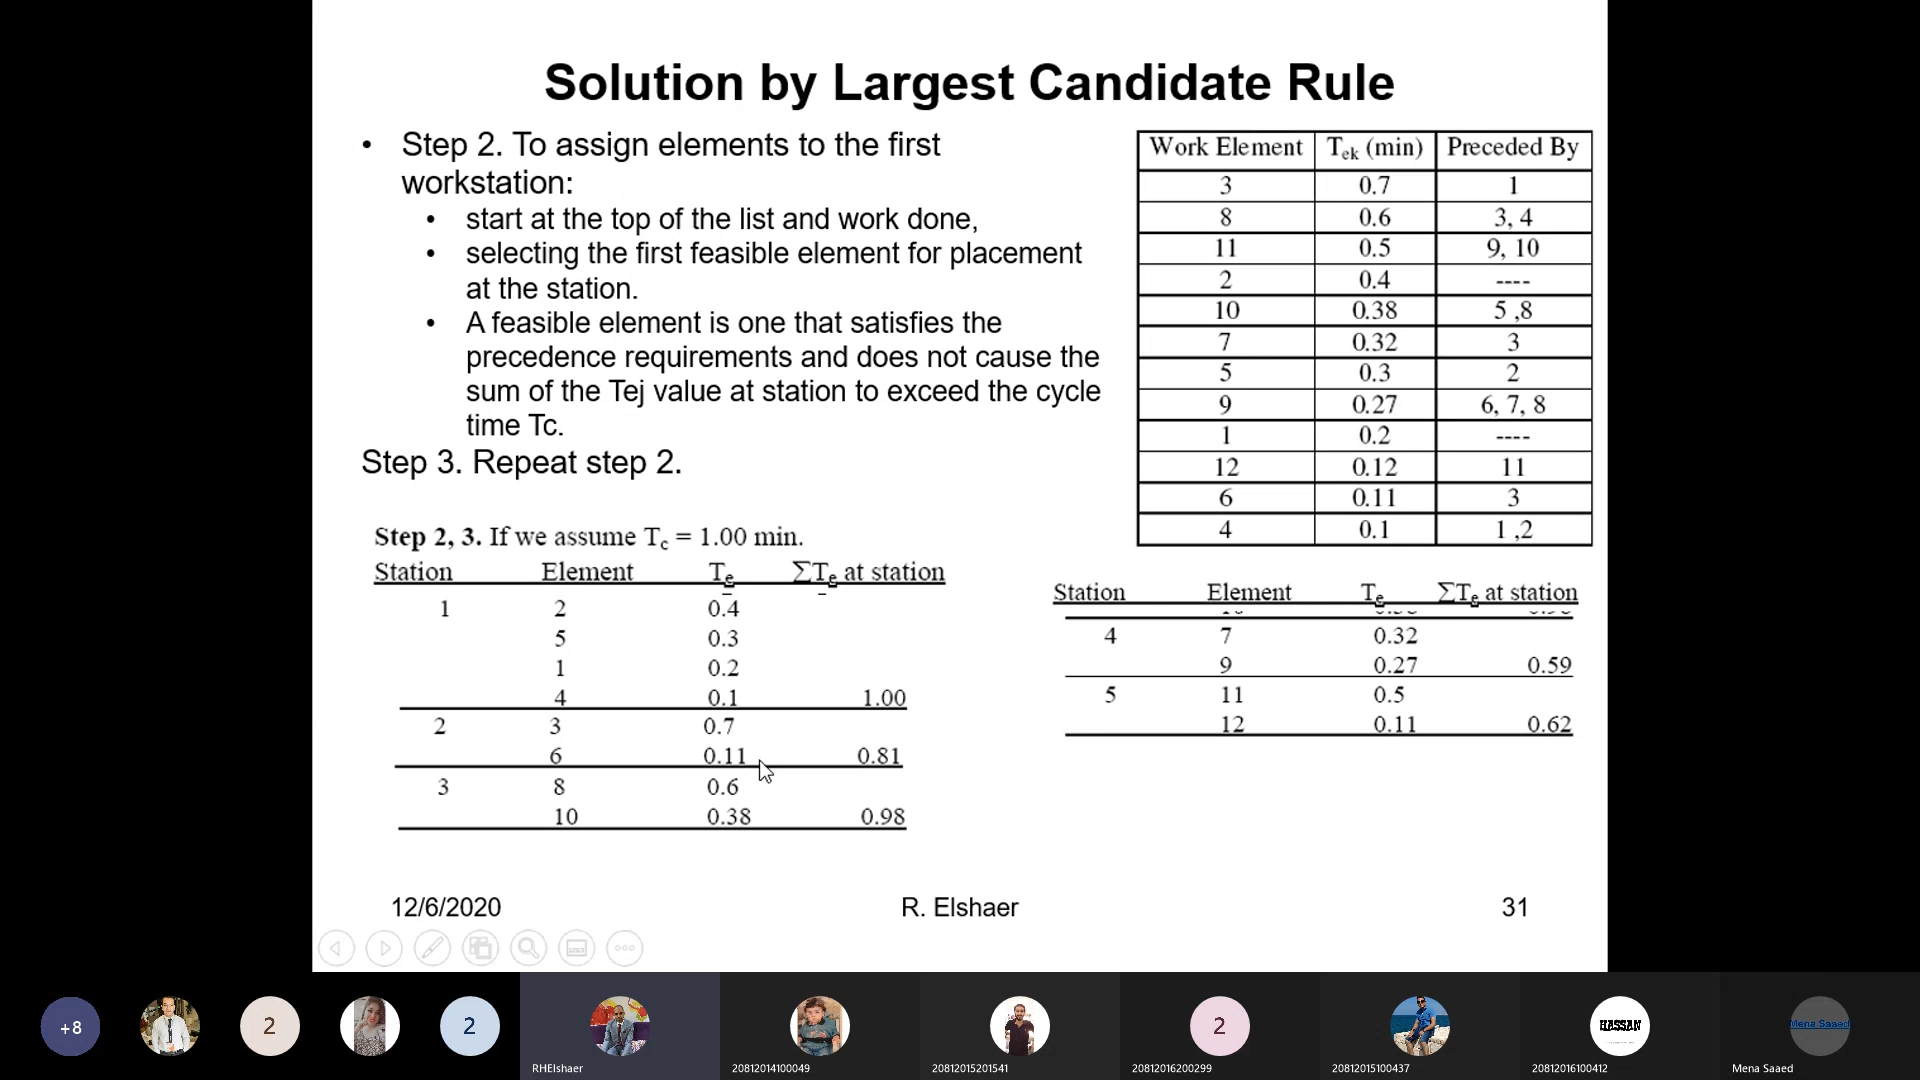 Solution by Largest Candidate Rule
• Step 2. To assign elements to the first
workstation:
• start at the top of the list and work done,
• selecting the first feasible element for placement
at the station.
• A feasible element is one that satisfies the
precedence requirements and does not cause the
sum of the Tej value at station to exceed the cycle
time Tc.
Step 3. Repeat step 2.
Work Element Tek (min) Preceded By
3 0.7 1
8 0.6 3, 4
11 0.5 9, 10
2 0.4 ----
10 0.38 5 ,8
7 0.32 3
5 0.3 2
9 0.27 6, 7, 8
1 0.2 ----
12 0.12 11
6 0.11 3
4 0.1 1 ,2
Step 2, 3. If we assume Tc = 1.00 min.
Station Element Te ∑Te at station
1 2 0.4
5 0.3
1 0.2
4 0.1 1.00
2 3 0.7
6 0.11 0.81
3 8 0.6
10 0.38 0.98
Station Element Te ∑Te at station
4 7 0.32
9 0.27 0.59
5 11 0.5
12 0.11 0.62
12/6/2020 R. Elshaer 31
+8 2 2 2 HASSAN Mena Saaed
RHElshaer 20812014100049 20812015201541 20812016200299 20812015100437 20812016100412 Mena Saaed